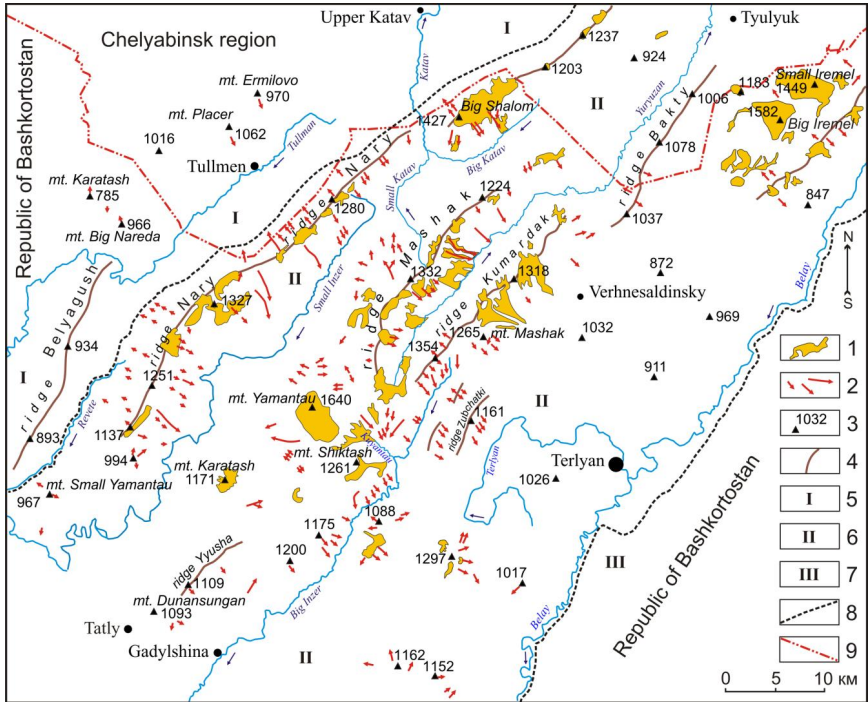 Upper Katav
I
1237
Tyulyuk
Chelyabinsk region
924
Katav
1203
Yuryuzan
mt. Ermilovo
970
II
1183
Small Iremel
1449
Big Shalom
1427
1006
mt. Placer
1062
Tullman
1582
Big Iremel
1016
Tullmen
ridge Nary
Big Katav
1078
ridge Bakty
Small Katav
mt. Karatash
785
I
1280
1224
847
966
mt. Big Nareda
1037
Republic of Bashkortostan
ridge Mashak
ridge Kumardak
II
872
Belay
N
S
Small Inzer
1332
1318
ridge Nary
1327
Verhnesaldinsky
ridge Belyagush
969
1265
mt. Mashak
1032
934
1354
1
I
911
2
1251
mt. Yamantau
1640
II
1032
3
Revete
1161
ridge Zubchatki
1137
Kuyantau
4
893
mt. Shiktash
1261
994
mt. Karatash
1171
Terlyan
Terlyan
I
5
mt. Small Yamantau
967
1026
II
6
1088
1175
III
7
1200
1297
III
ridge Yyusha
1109
1017
8
mt. Dunansungan
1093
Big Inzer
Republic of Bashkortostan
Tatly
Belay
9
Gadylshina
II
1162
1152
0 5 10 км